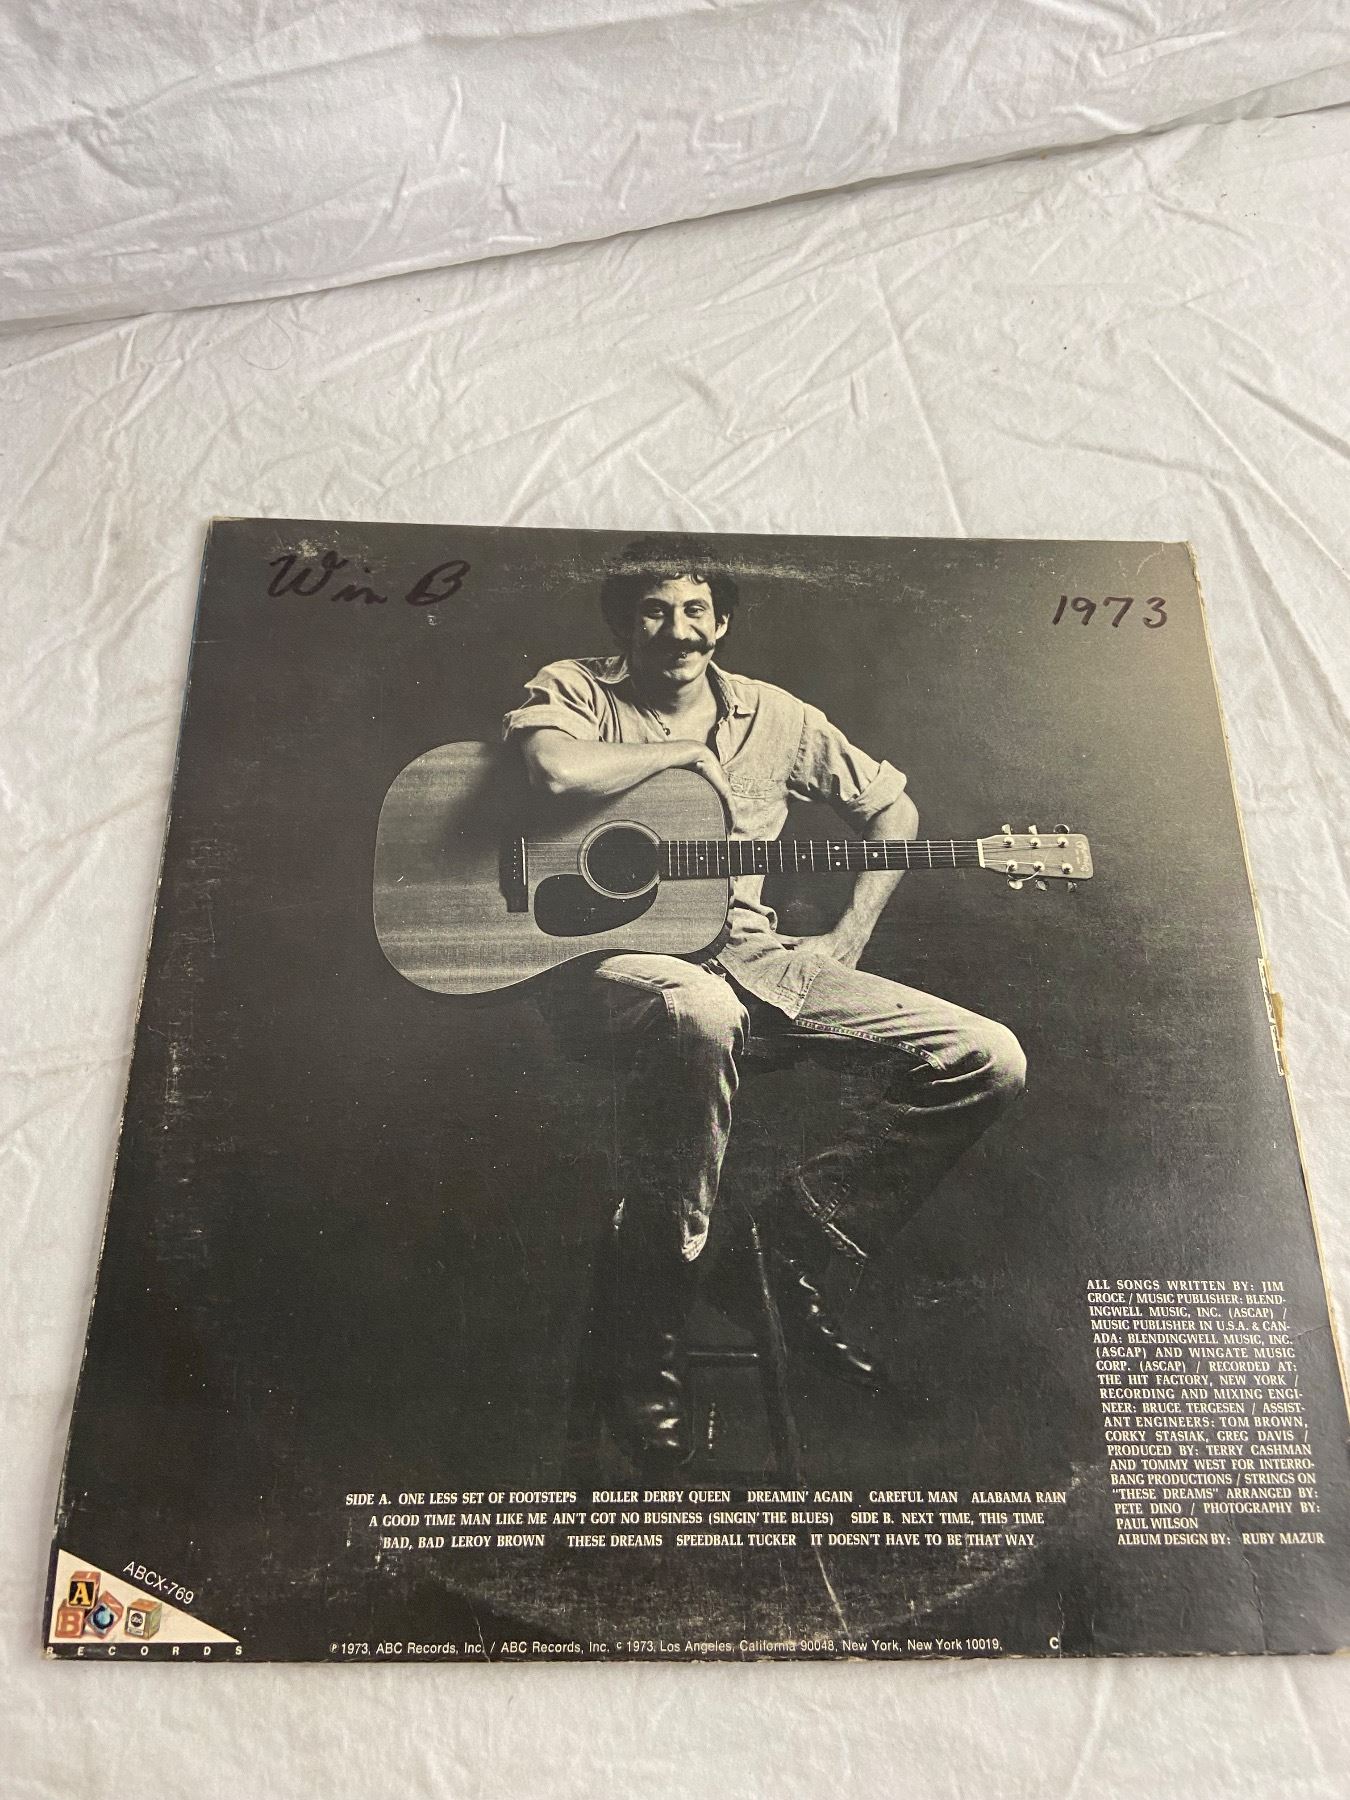 Win B
1973
ALL SONGS WRITTEN BY: JIM
CROCE / MUSIC PUBLISHER: BLEND-
INGWELL MUSIC, INC. (ASCAP) /
MUSIC PUBLISHER IN U.S.A. & CAN-
ADA: BLENDINGWELL MUSIC, INC.
(ASCAP) AND WINGATE MUSIC
CORP. (ASCAP) / RECORDED AT:
THE HIT FACTORY, NEW YORK /
RECORDING AND MIXING ENGI-
NEER: BRUCE TERGESEN / ASSIST-
ANT ENGINEERS: TOM BROWN,
CORKY STASIAK, GREG DAVIS /
PRODUCED BY: TERRY CASHMAN
AND TOMMY WEST FOR INTERRO-
BANG PRODUCTIONS / STRINGS ON
"THESE DREAMS" ARRANGED BY:
PETE DINO / PHOTOGRAPHY BY:
PAUL WILSON
ALBUM DESIGN BY: RUBY MAZUR
SIDE A. ONE LESS SET OF FOOTSTEPS ROLLER DERBY QUEEN DREAMIN' AGAIN CAREFUL MAN ALABAMA RAIN
A GOOD TIME MAN LIKE ME AIN'T GOT NO BUSINESS (SINGIN' THE BLUES) SIDE B. NEXT TIME, THIS TIME
BAD, BAD LEROY BROWN THESE DREAMS SPEEDBALL TUCKER IT DOESN'T HAVE TO BE THAT WAY
ABCX-769
A B C abc
RECORDS
℗ 1973, ABC Records, Inc. / ABC Records, Inc. © 1973, Los Angeles, California 90048, New York, New York 10019, C